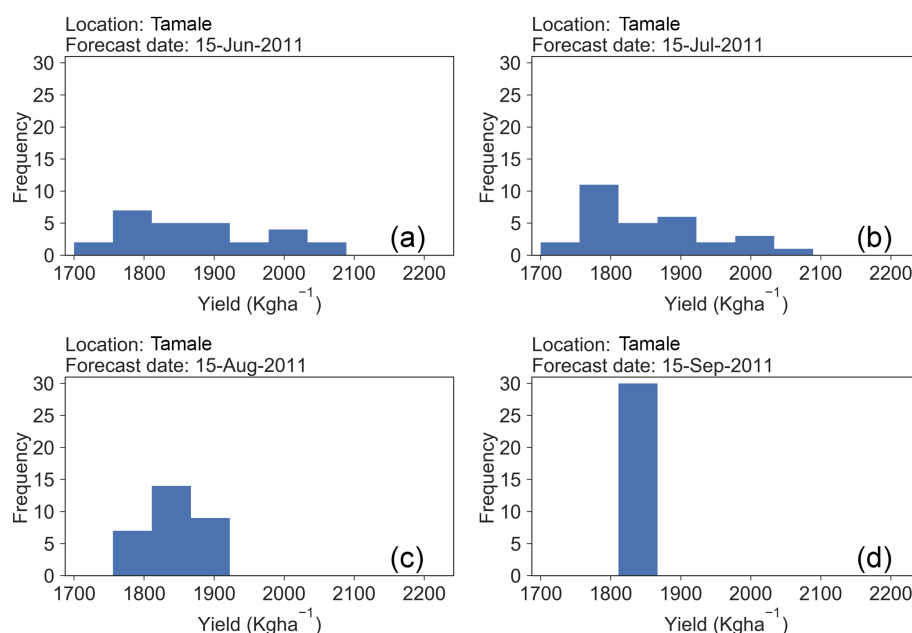 Location: Tamale
Forecast date: 15-Jun-2011
30
25
20
15
10
5
0
Frequency
(a)
1700 1800 1900 2000 2100 2200
Yield (Kgha⁻¹)
Location: Tamale
Forecast date: 15-Jul-2011
30
25
20
15
10
5
0
Frequency
(b)
1700 1800 1900 2000 2100 2200
Yield (Kgha⁻¹)
Location: Tamale
Forecast date: 15-Aug-2011
30
25
20
15
10
5
0
Frequency
(c)
1700 1800 1900 2000 2100 2200
Yield (Kgha⁻¹)
Location: Tamale
Forecast date: 15-Sep-2011
30
25
20
15
10
5
0
Frequency
(d)
1700 1800 1900 2000 2100 2200
Yield (Kgha⁻¹)